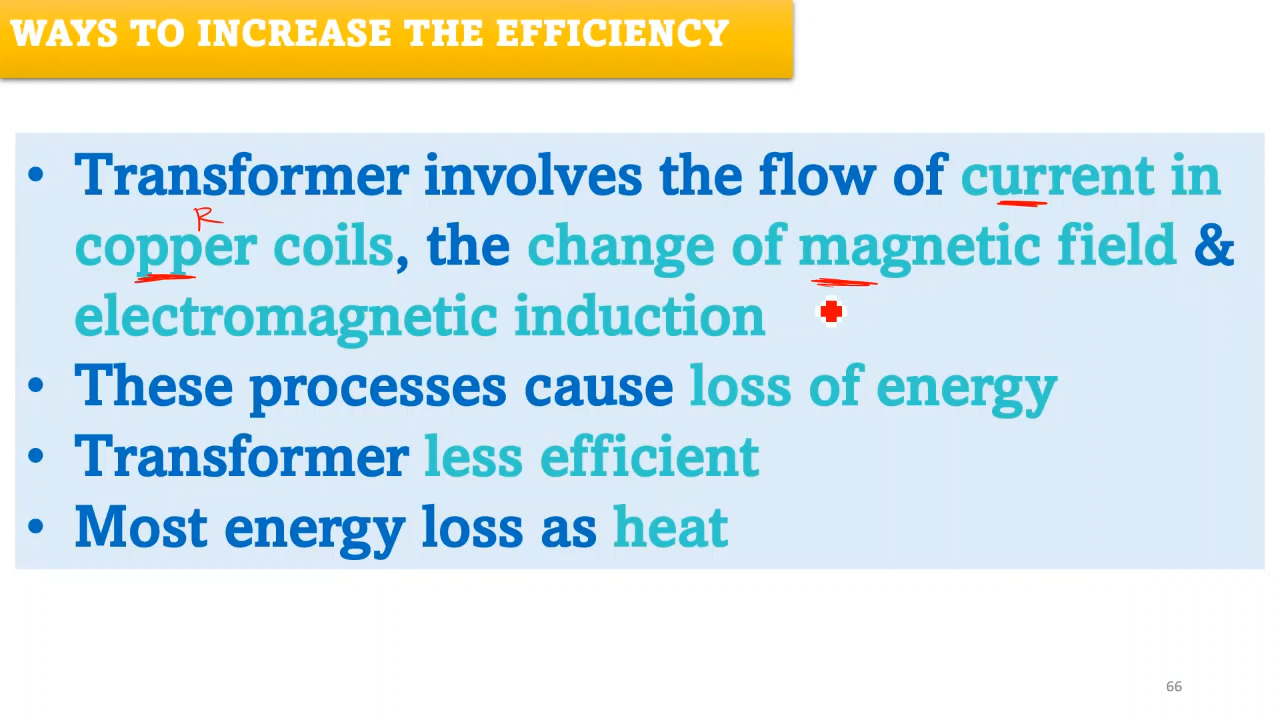 WAYS TO INCREASE THE EFFICIENCY
• Transformer involves the flow of current in
R
copper coils, the change of magnetic field &
electromagnetic induction
• These processes cause loss of energy
• Transformer less efficient
• Most energy loss as heat
66